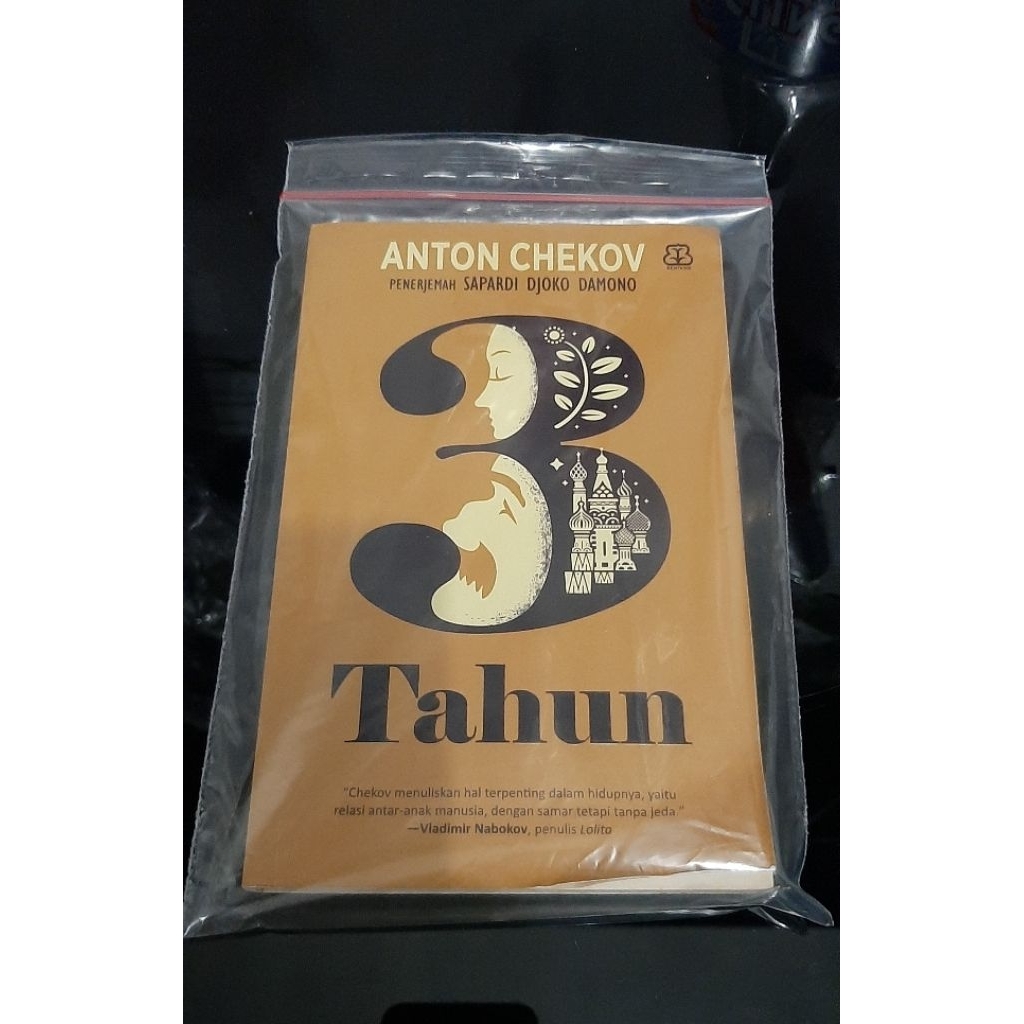 ANTON CHEKOV
BENTANG
PENERJEMAH SAPARDI DJOKO DAMONO
3
Tahun
"Chekov menuliskan hal terpenting dalam hidupnya, yaitu
relasi antar-anak manusia, dengan samar tetapi tanpa jeda."
—Vladimir Nabokov, penulis Lolita